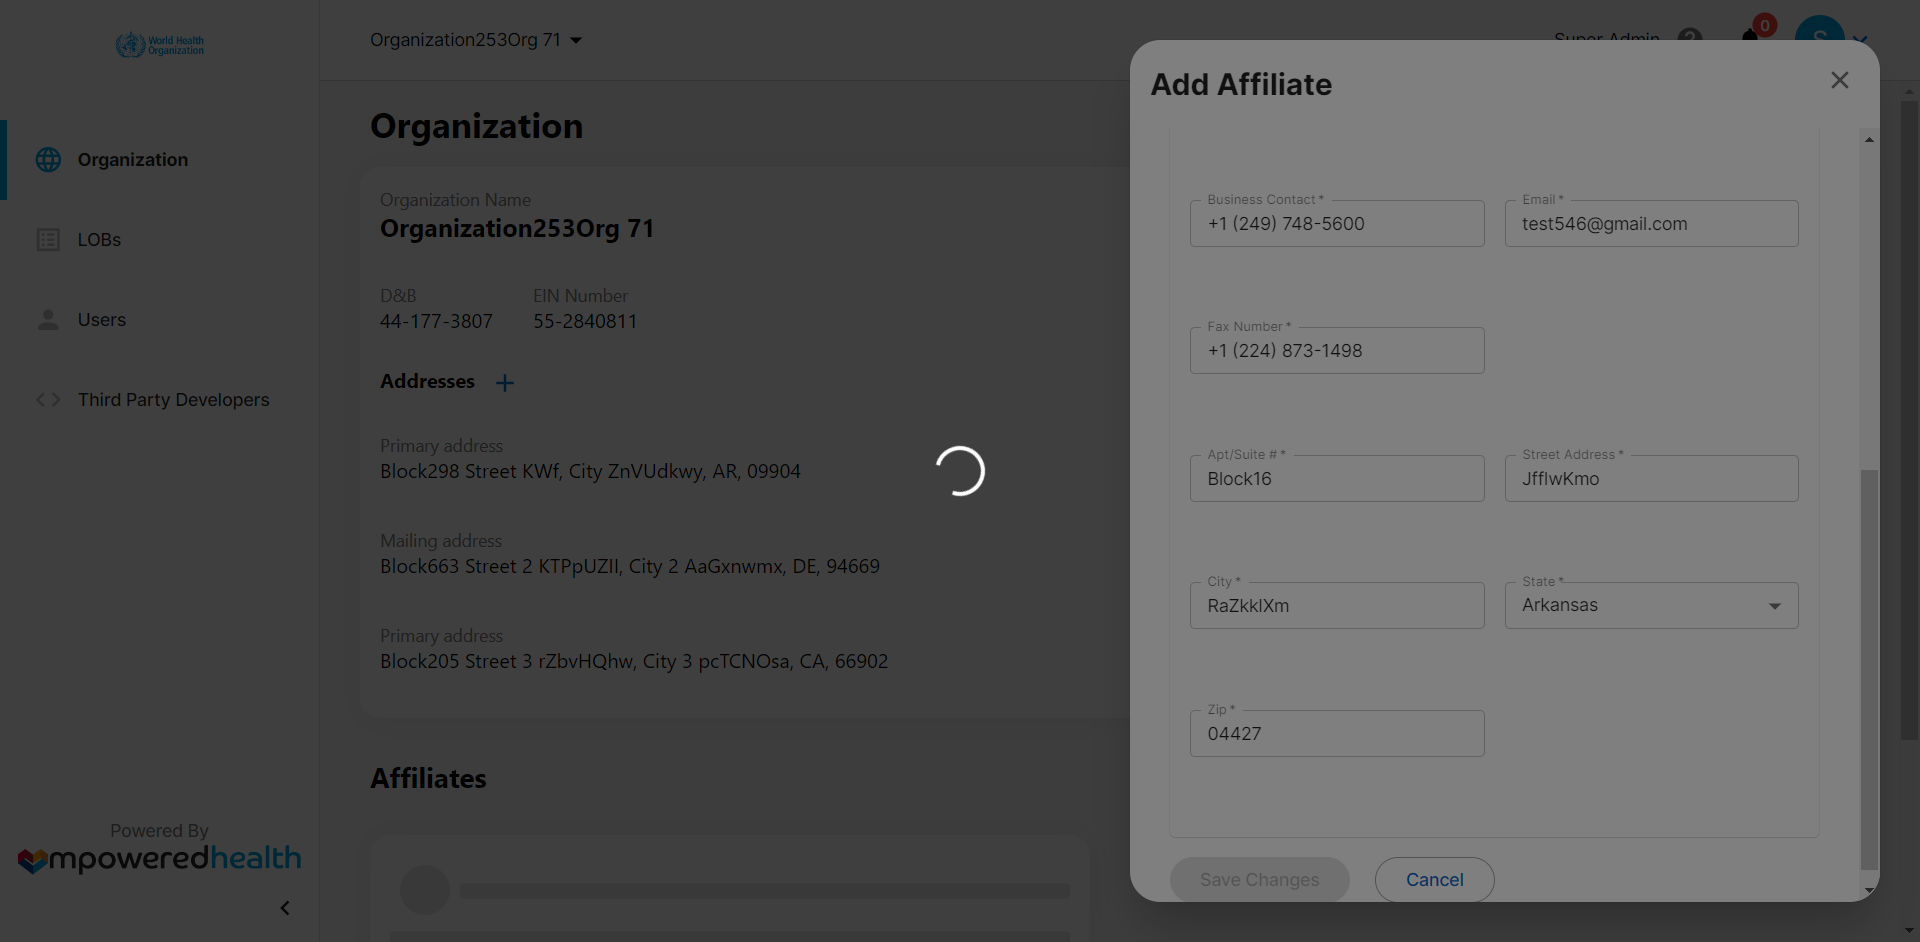 World Health
Organization
Organization253Org 71
Super Admin
0
S
Organization
LOBs
Users
Third Party Developers
Powered By
mpoweredhealth
Organization
Organization Name
Organization253Org 71
D&B
EIN Number
44-177-3807
55-2840811
Addresses
Primary address
Block298 Street KWf, City ZnVUdkwy, AR, 09904
Mailing address
Block663 Street 2 KTPpUZII, City 2 AaGxnwmx, DE, 94669
Primary address
Block205 Street 3 rZbvHQhw, City 3 pcTCNOsa, CA, 66902
Affiliates
Add Affiliate
Business Contact *
+1 (249) 748-5600
Email *
test546@gmail.com
Fax Number *
+1 (224) 873-1498
Apt/Suite # *
Block16
Street Address *
JfflwKmo
City *
RaZkklXm
State *
Arkansas
Zip *
04427
Save Changes
Cancel